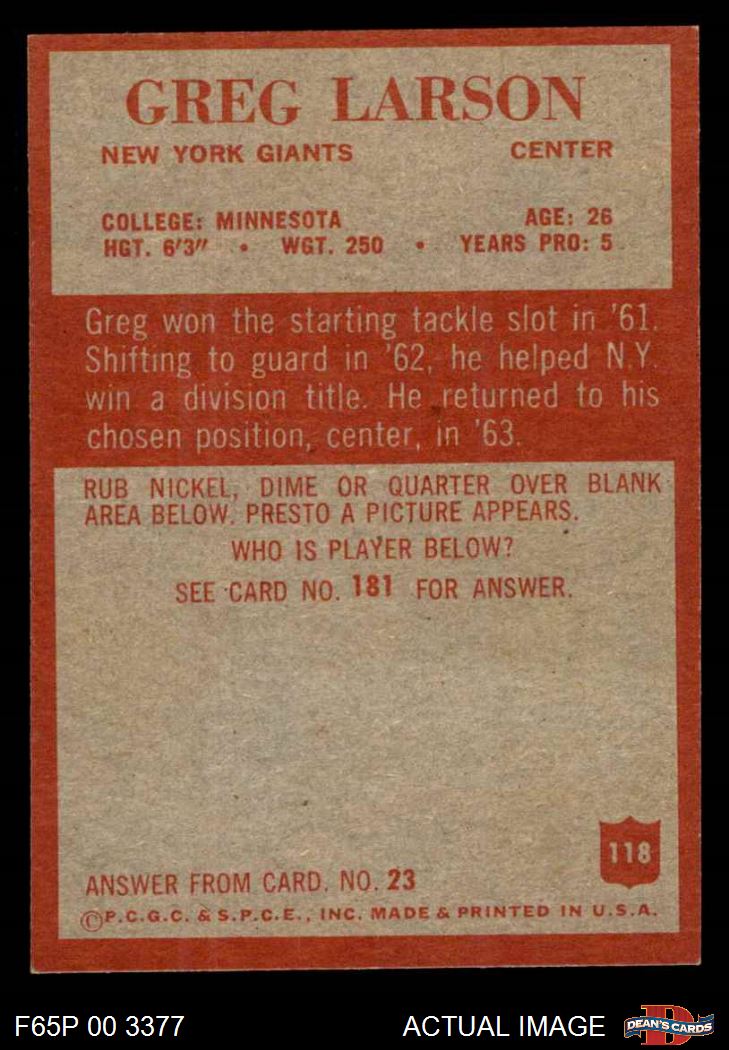 GREG LARSON
NEW YORK GIANTS CENTER
COLLEGE: MINNESOTA AGE: 26
HGT. 6'3" • WGT. 250 • YEARS PRO: 5
Greg won the starting tackle slot in '61.
Shifting to guard in '62, he helped N.Y.
win a division title. He returned to his
chosen position, center, in '63.
RUB NICKEL, DIME OR QUARTER OVER BLANK
AREA BELOW. PRESTO A PICTURE APPEARS.
WHO IS PLAYER BELOW?
SEE CARD NO. 181 FOR ANSWER.
118
ANSWER FROM CARD. NO. 23
©P.C.G.C. & S.P.C.E., INC. MADE & PRINTED IN U.S.A.
F65P 00 3377 ACTUAL IMAGE D DEAN'S CARDS